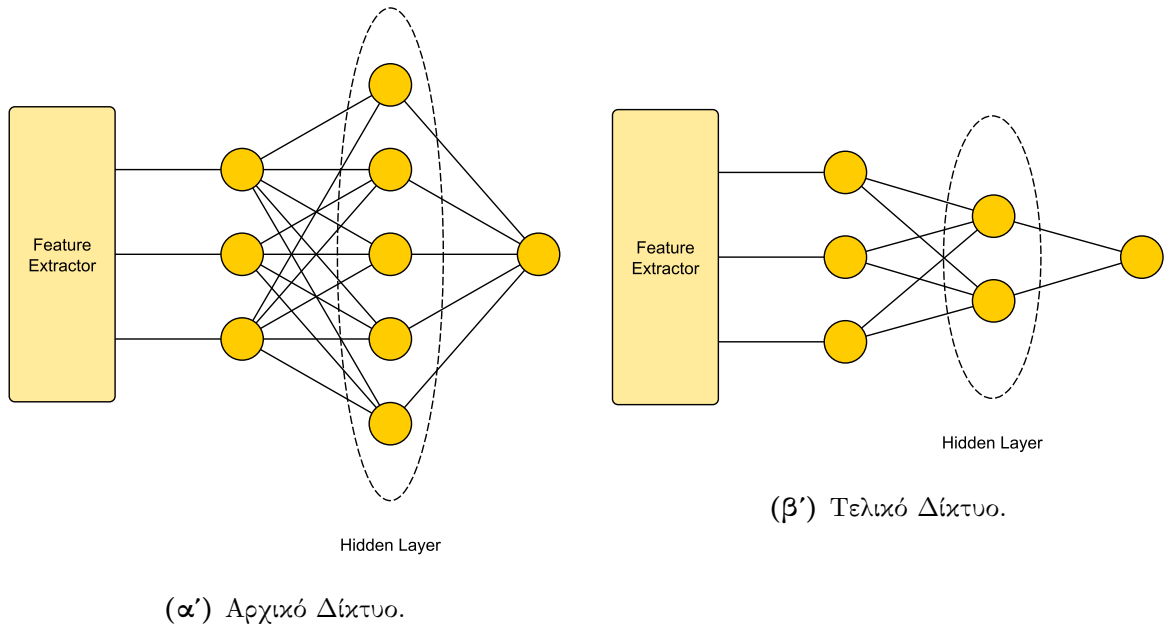 Feature
Extractor
Hidden Layer
(α′) Αρχικό Δίκτυο.
Feature
Extractor
Hidden Layer
(β′) Τελικό Δίκτυο.